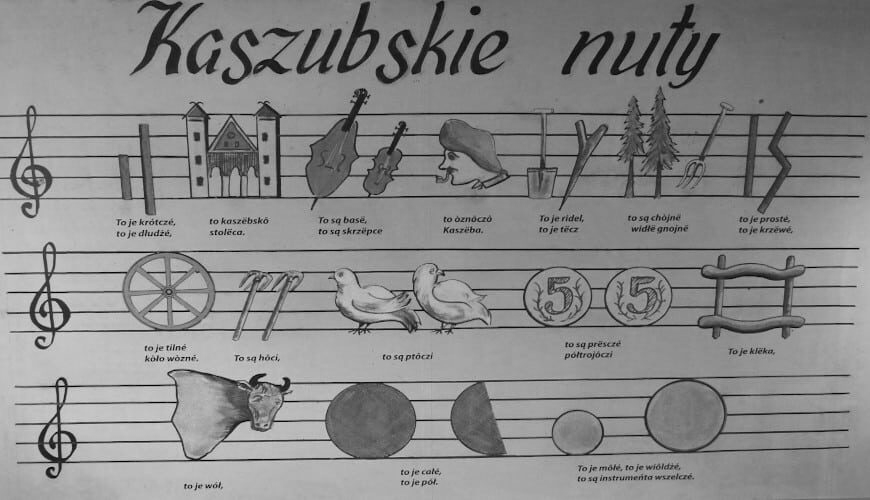 Kaszubskie nuty
To je krótczé,
to je dłudżé,
to kaszëbskô
stolëca.
To są basë,
to są skrzëpce
to òznôczô
Kaszëba.
To je ridel,
to je tëcz
to są chòjnë
widłë gnojné
to je prosté,
to je krzëwé,
to je tilné
kòło wòzné.
To są hôci,
to są ptôczi
to są prësczé
półtrojôczi
5 5
To je klëka,
to je wół,
to je całé,
to je pół.
To je môłé, to je wiôldżé,
to są instrumeńta wszelczé.